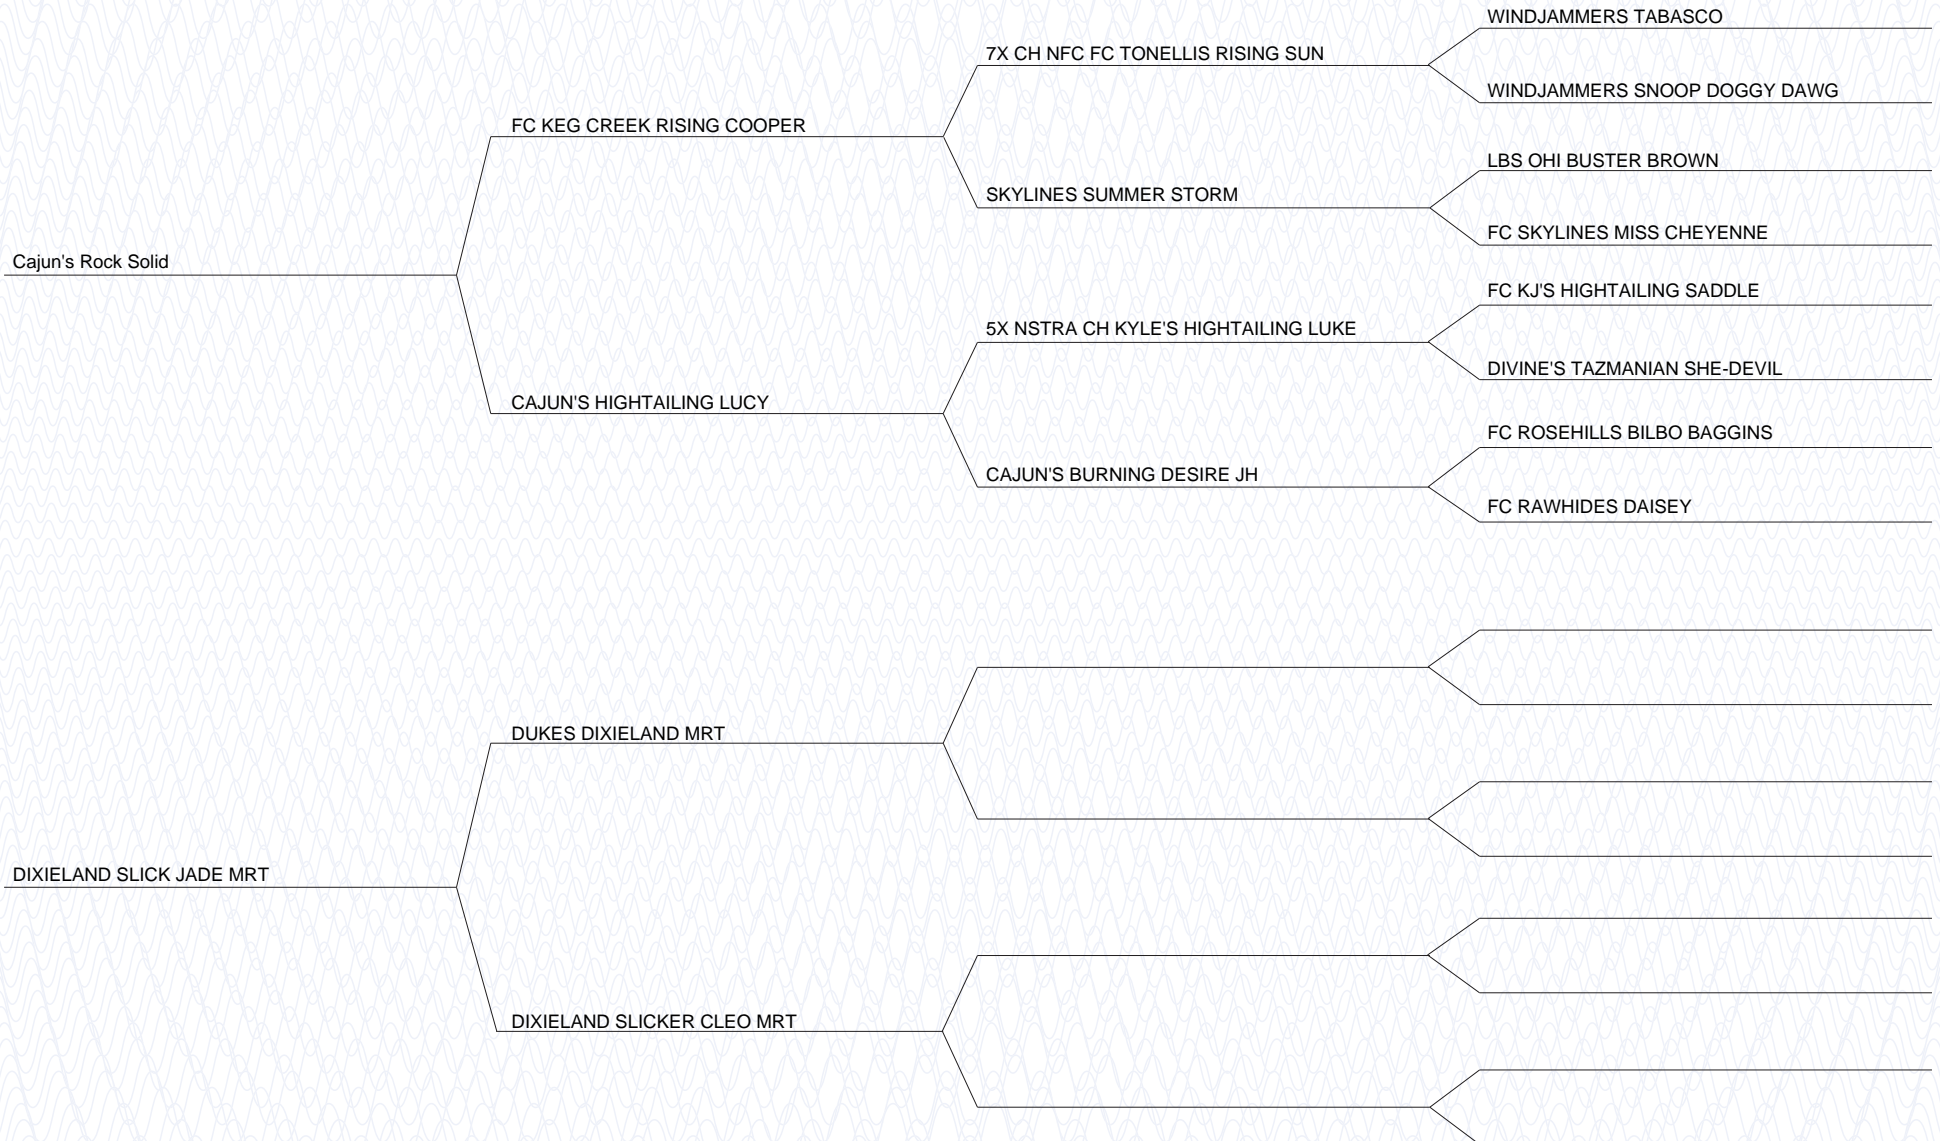 WINDJAMMERS TABASCO
7X CH NFC FC TONELLIS RISING SUN
WINDJAMMERS SNOOP DOGGY DAWG
FC KEG CREEK RISING COOPER
LBS OHI BUSTER BROWN
SKYLINES SUMMER STORM
FC SKYLINES MISS CHEYENNE
Cajun's Rock Solid
FC KJ'S HIGHTAILING SADDLE
5X NSTRA CH KYLE'S HIGHTAILING LUKE
DIVINE'S TAZMANIAN SHE-DEVIL
CAJUN'S HIGHTAILING LUCY
FC ROSEHILLS BILBO BAGGINS
CAJUN'S BURNING DESIRE JH
FC RAWHIDES DAISEY
DUKES DIXIELAND MRT
DIXIELAND SLICK JADE MRT
DIXIELAND SLICKER CLEO MRT